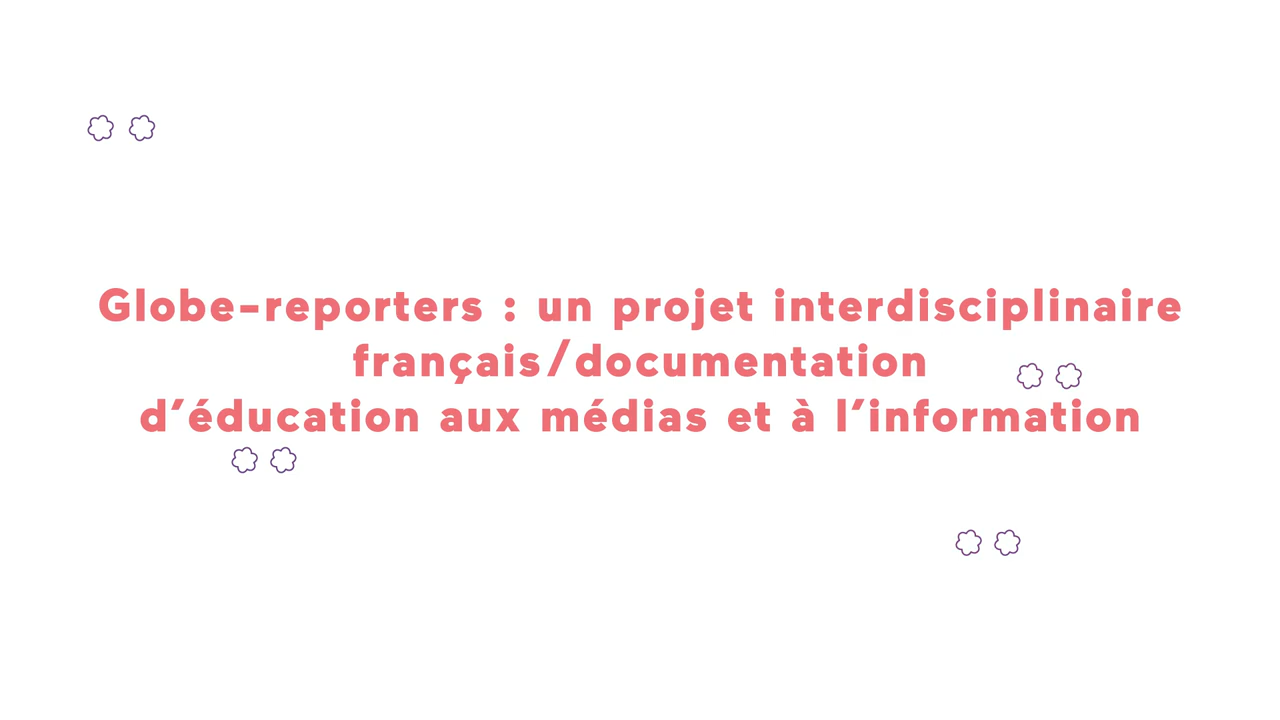 Globe-reporters : un projet interdisciplinaire
français/documentation
d’éducation aux médias et à l’information